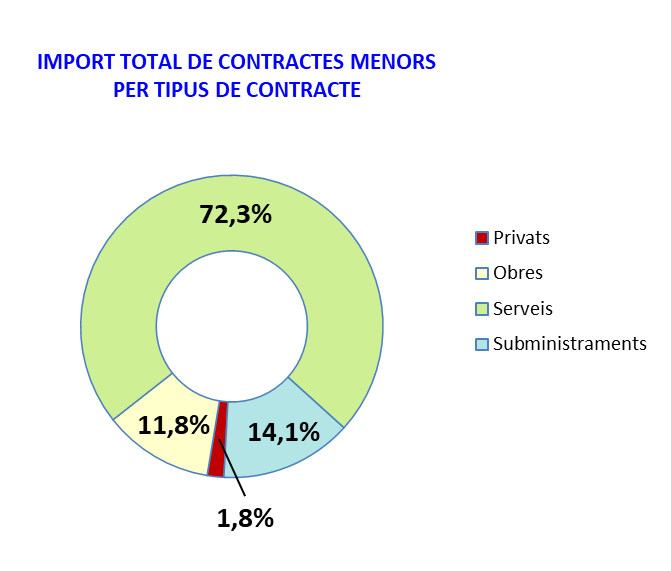 IMPORT TOTAL DE CONTRACTES MENORS
PER TIPUS DE CONTRACTE
72,3%
Privats
Obres
Serveis
Subministraments
11,8%
14,1%
1,8%